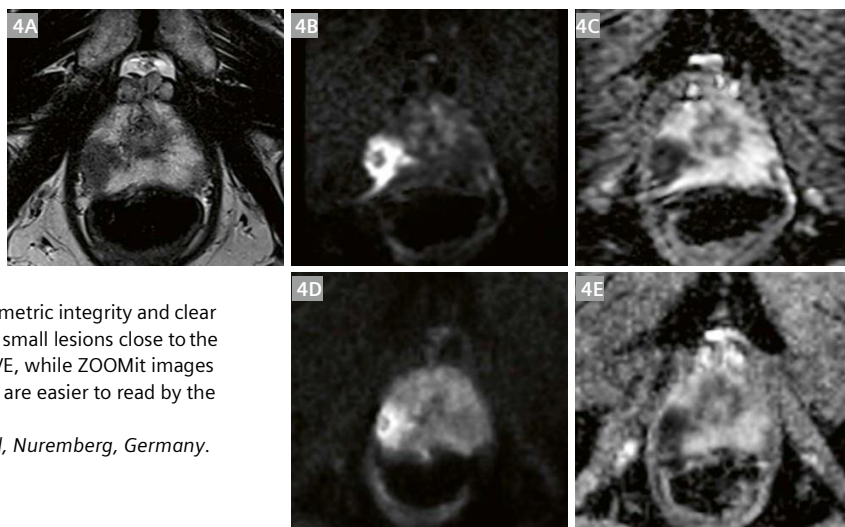 4A
4B
4C
4D
4E
metric integrity and clear
small lesions close to the
VE, while ZOOMit images
are easier to read by the
l, Nuremberg, Germany.